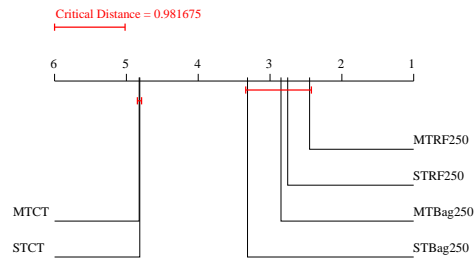 Critical Distance = 0.981675
6 5 4 3 2 1
MTRF250
STRF250
MTCT MTBag250
STCT STBag250